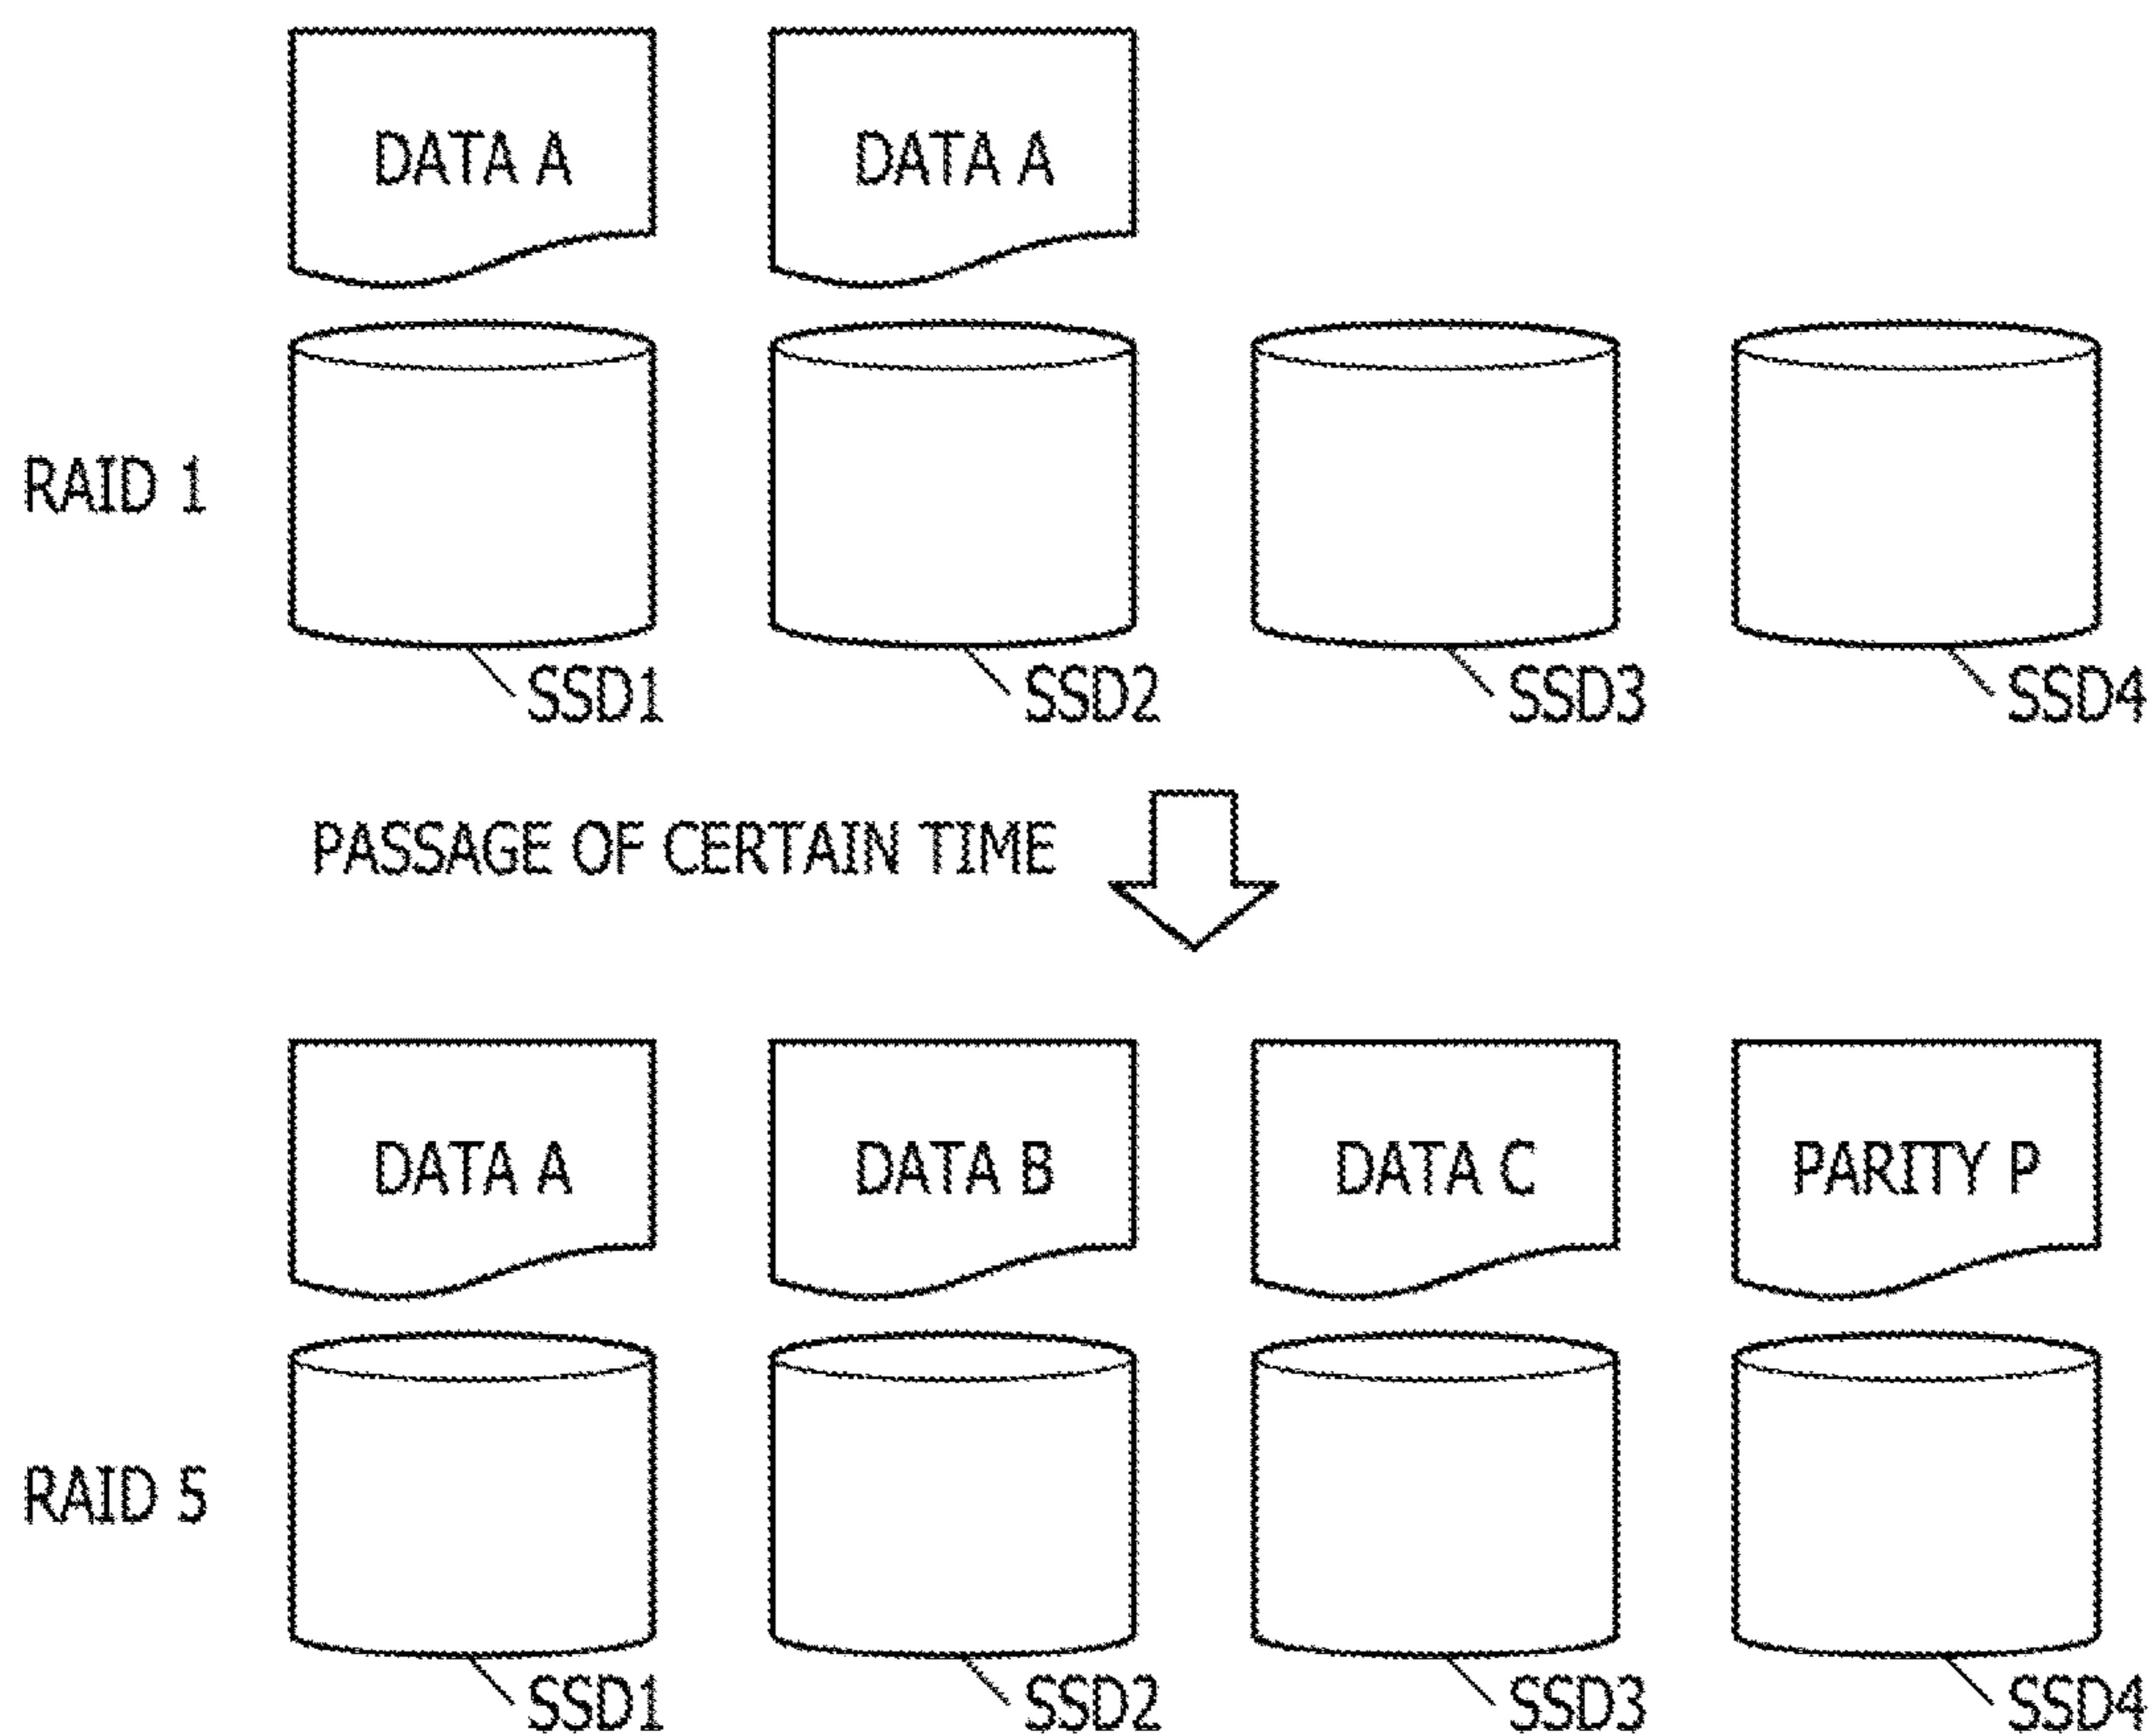 DATA A DATA A
RAID 1
SSD1 SSD2 SSD3 SSD4
PASSAGE OF CERTAIN TIME
DATA A DATA B DATA C PARITY P
RAID 5
SSD1 SSD2 SSD3 SSD4